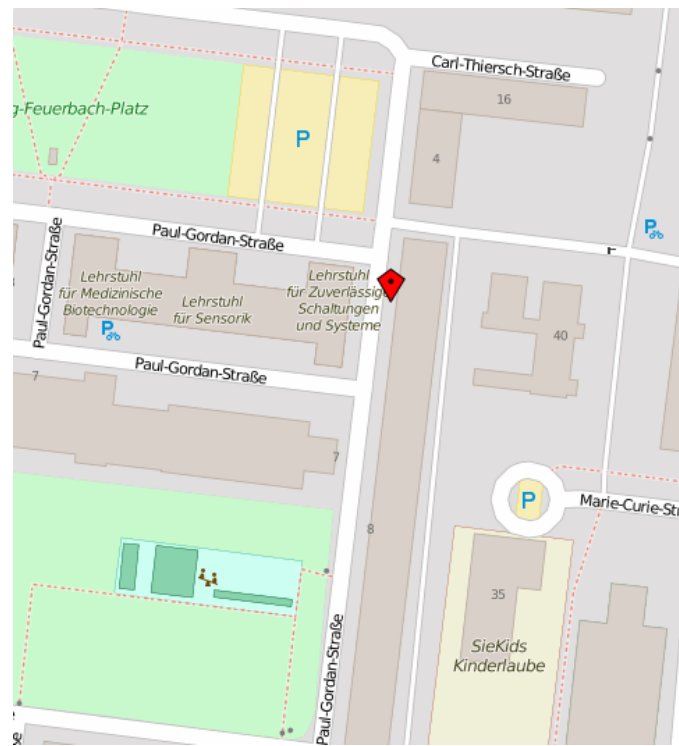 Carl-Thiersch-Straße
16
g-Feuerbach-Platz
P
4
Paul-Gordan-Straße
P
Paul-Gordan-Straße
Lehrstuhl
für Medizinische
Biotechnologie
Lehrstuhl
für Sensorik
Lehrstuhl
für Zuverlässige
Schaltungen
und Systeme
P
40
Paul-Gordan-Straße
7
7
P
Marie-Curie-Str
8
35
SieKids
Kinderlaube
Paul-Gordan-Straße